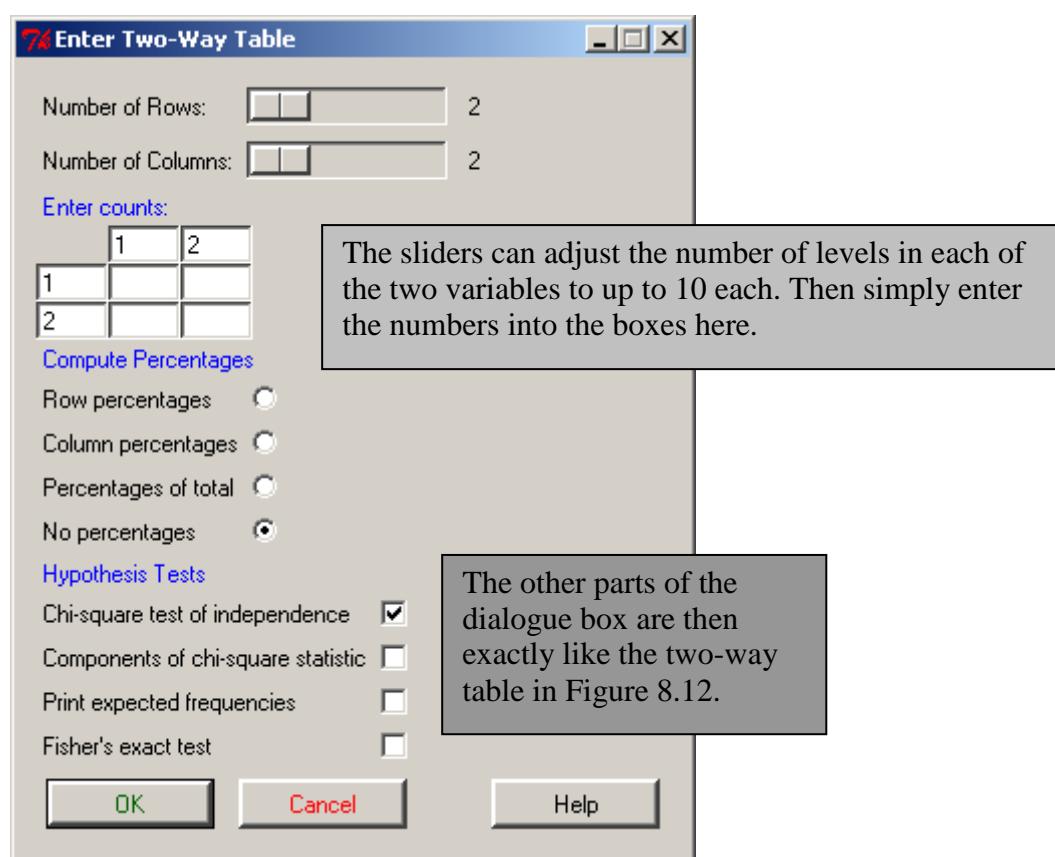 Enter Two-Way Table
Number of Rows: 2
Number of Columns: 2
Enter counts:
1 2
1
2
The sliders can adjust the number of levels in each of
the two variables to up to 10 each. Then simply enter
the numbers into the boxes here.
Compute Percentages
Row percentages
Column percentages
Percentages of total
No percentages
Hypothesis Tests
Chi-square test of independence
Components of chi-square statistic
Print expected frequencies
Fisher's exact test
The other parts of the
dialogue box are then
exactly like the two-way
table in Figure 8.12.
OK Cancel Help